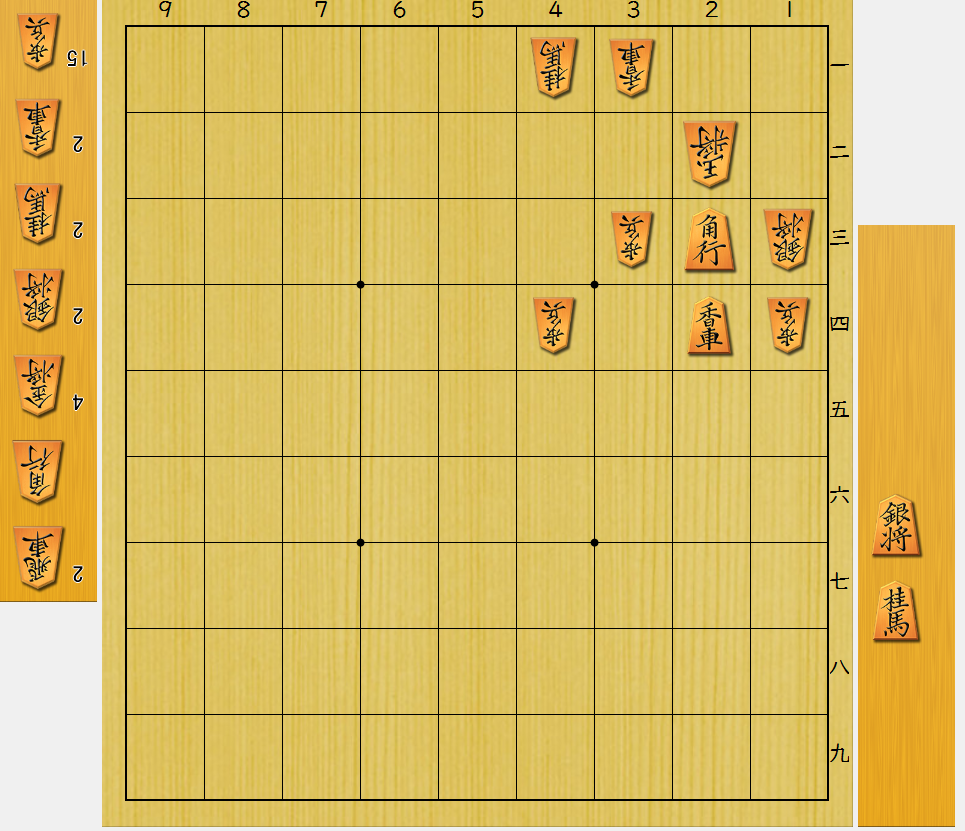 9 8 7 6 5 4 3 2 1
歩兵 15
香車 2
桂馬 2
銀将 2
金将 4
角行
飛車 2
桂馬 香車 一
玉将 二
歩兵 角行 銀将 三
歩兵 香車 歩兵 四
五
六
七
八
九
銀将
桂馬